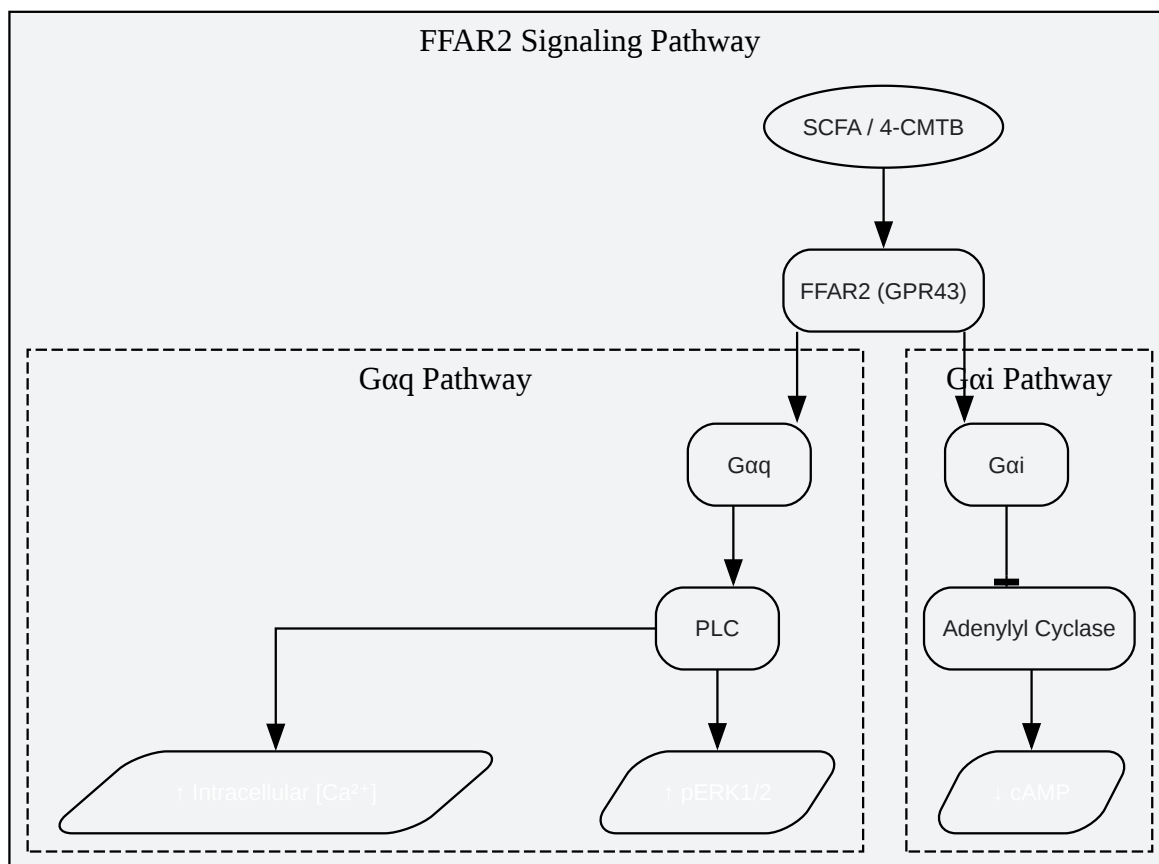 FFAR2 Signaling Pathway
SCFA / 4-CMTB
FFAR2 (GPR43)
Gαq Pathway
Gαi Pathway
Gαq
Gαi
PLC
Adenylyl Cyclase
↑ Intracellular [Ca²⁺]
↑ pERK1/2
↓ cAMP